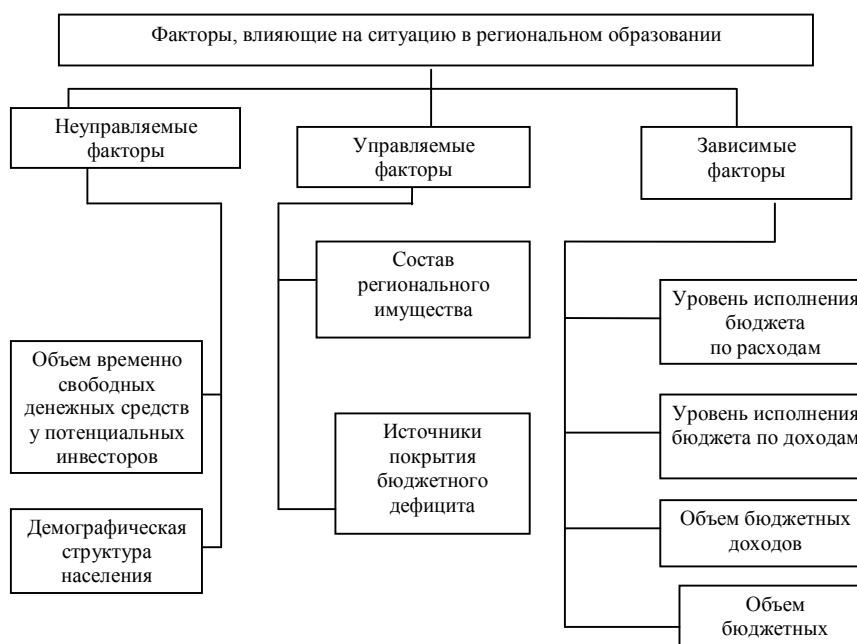 Факторы, влияющие на ситуацию в региональном образовании
Неуправляемые
факторы
Объем временно
свободных
денежных средств
у потенциальных
инвесторов
Демографическая
структура
населения
Управляемые
факторы
Состав
регионального
имущества
Источники
покрытия
бюджетного
дефицита
Зависимые
факторы
Уровень исполнения
бюджета
по расходам
Уровень исполнения
бюджета по доходам
Объем бюджетных
доходов
Объем
бюджетных